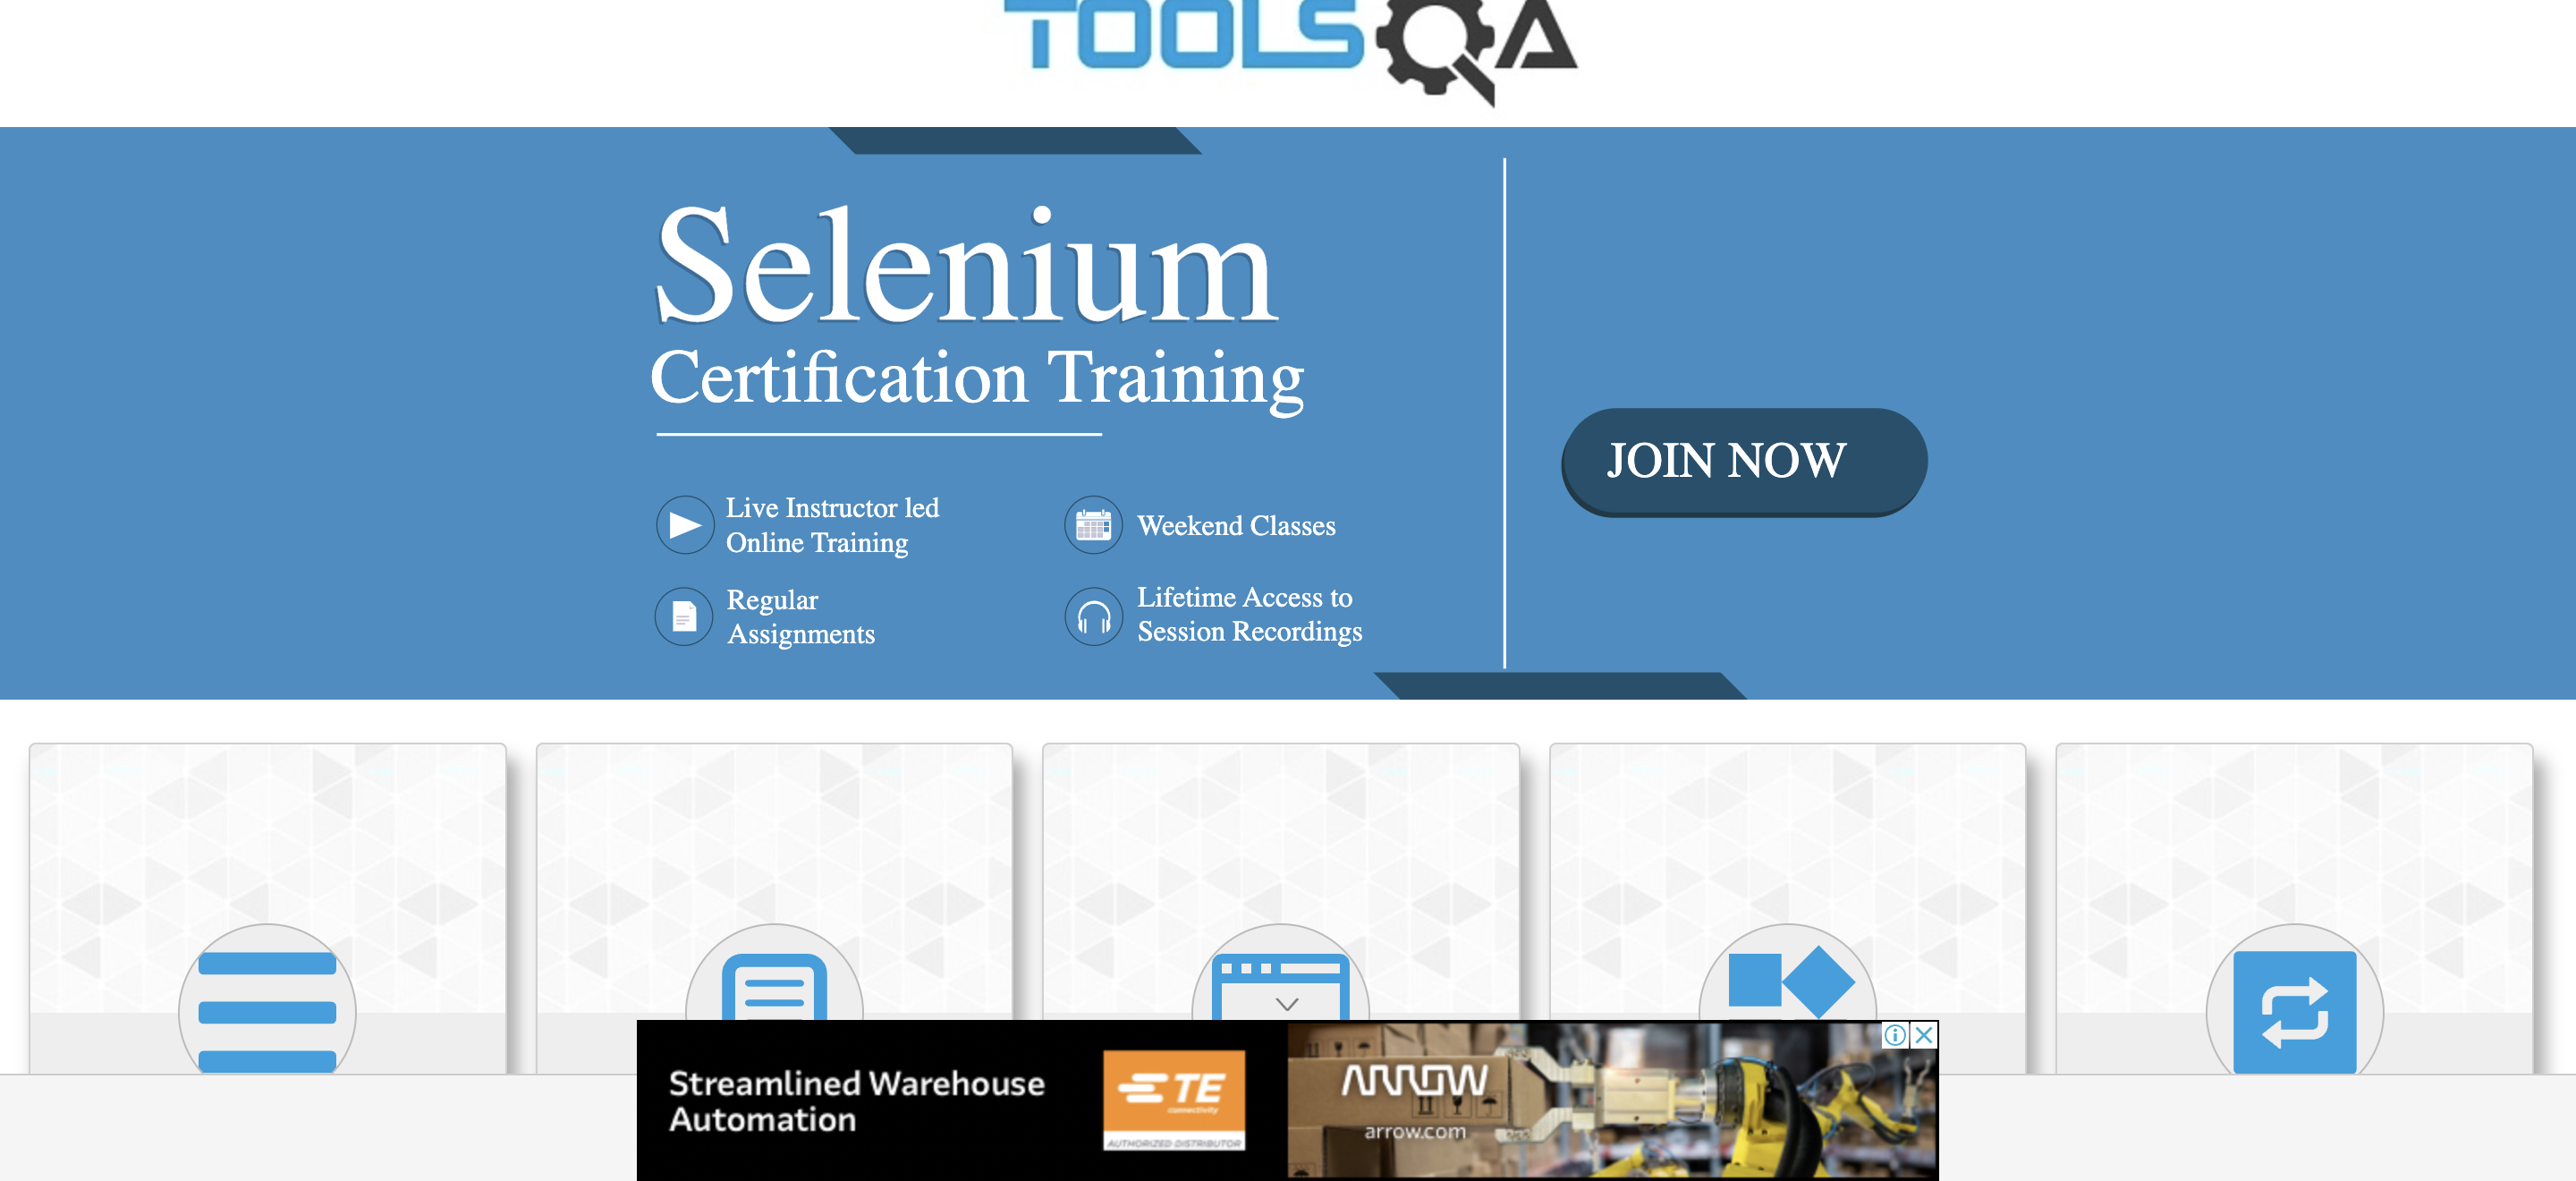 TOOLSQA
Selenium
Certification Training
Live Instructor led
Online Training
Weekend Classes
Regular
Assignments
Lifetime Access to
Session Recordings
JOIN NOW
Streamlined Warehouse
Automation
TE
connectivity
AUTHORIZED DISTRIBUTOR
ARROW
arrow.com